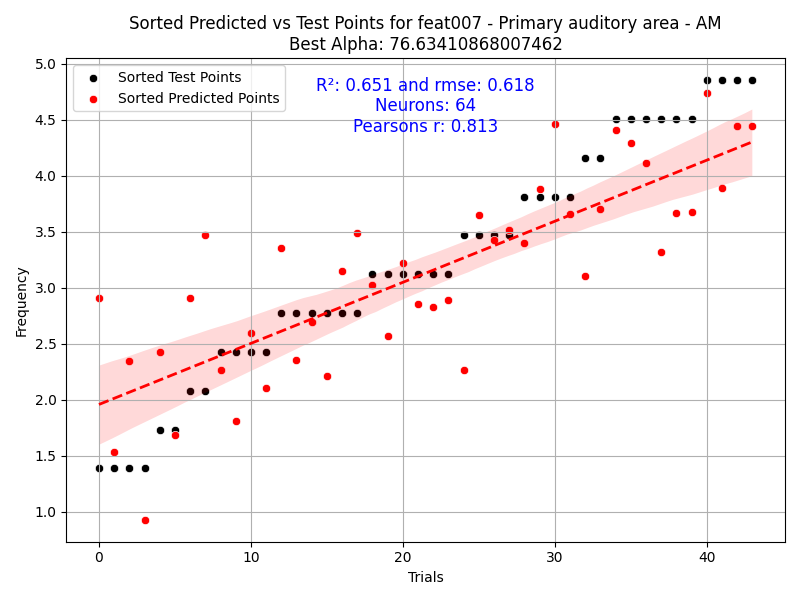 Sorted Predicted vs Test Points for feat007 - Primary auditory area - AM
Best Alpha: 76.63410868007462
Sorted Test Points
Sorted Predicted Points
R²: 0.651 and rmse: 0.618
Neurons: 64
Pearsons r: 0.813
5.0
4.5
4.0
3.5
3.0
2.5
2.0
1.5
1.0
Frequency
0 10 20 30 40
Trials